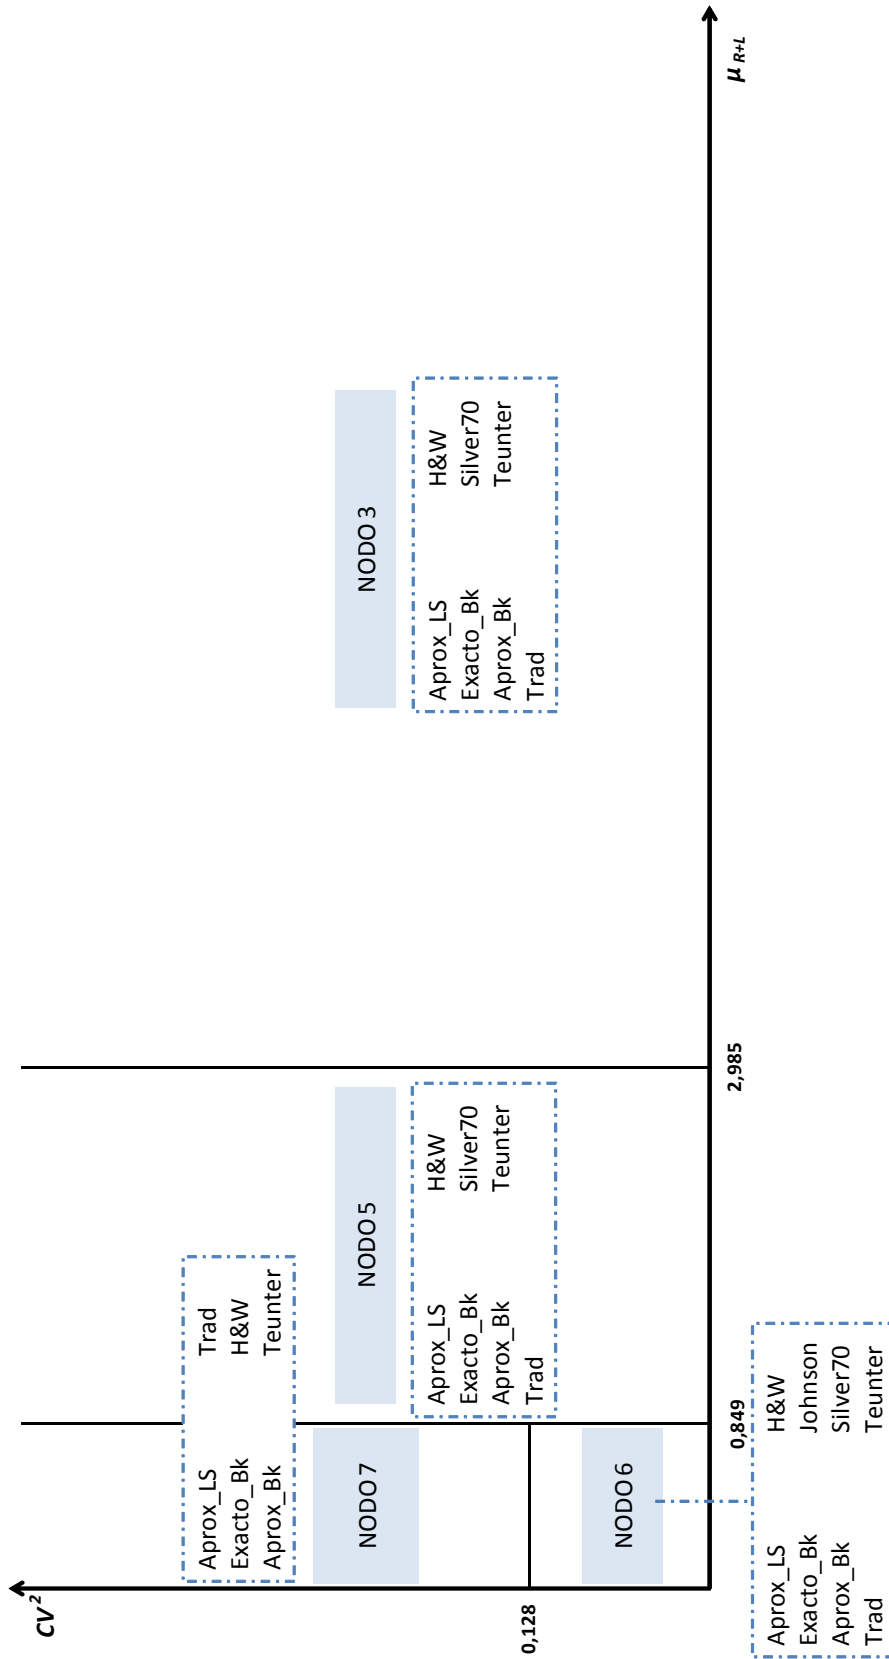 CV²
Aprox_LS
Exacto_Bk
Aprox_Bk
Trad
H&W
Teunter
NODO 7
NODO 5
Aprox_LS
Exacto_Bk
Aprox_Bk
Trad
H&W
Silver70
Teunter
NODO 3
Aprox_LS
Exacto_Bk
Aprox_Bk
Trad
H&W
Silver70
Teunter
0,128
NODO 6
0,849
2,985
μ R+L
Aprox_LS
Exacto_Bk
Aprox_Bk
Trad
H&W
Johnson
Silver70
Teunter